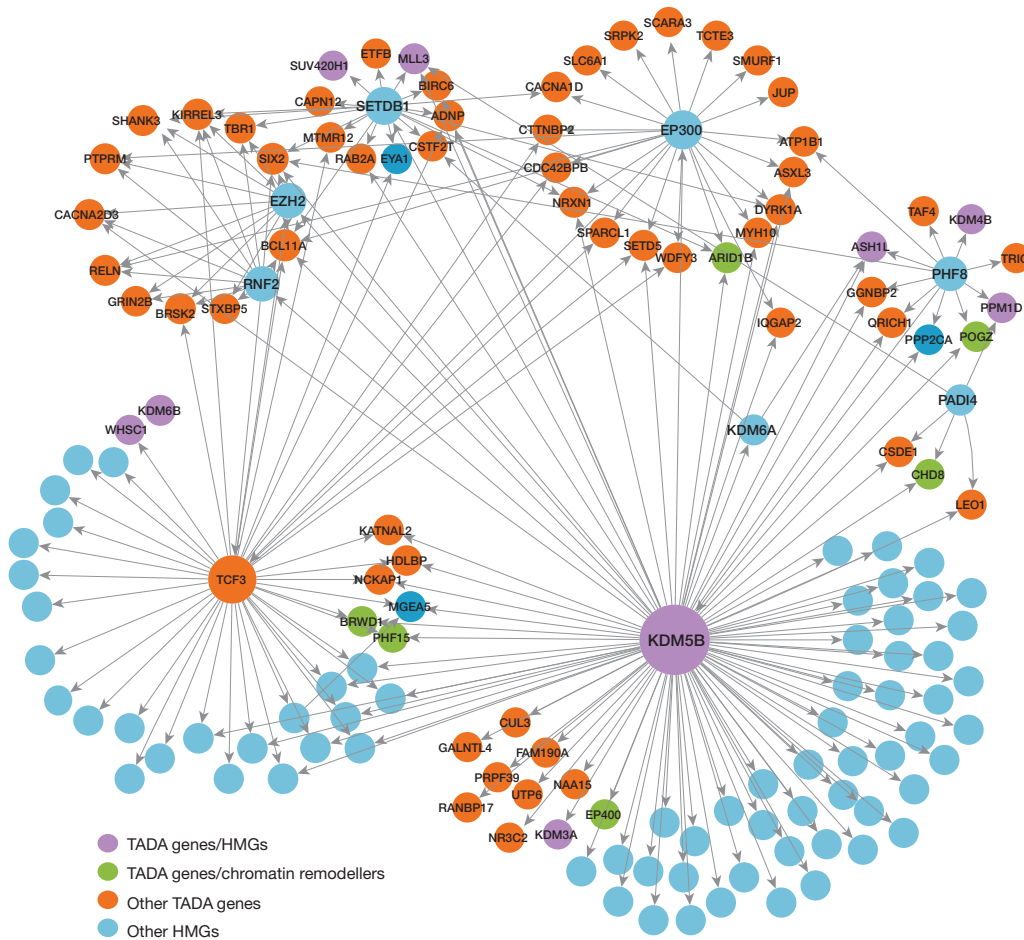 SCARA3
SRPK2
TCTE3
ETFB
MLL3
SUV420H1
SLC6A1
SMURF1
BIRC6
CACNA1D
JUP
CAPN12
SETDB1
KIRREL3
SHANK3
ADNP
TBR1
CTTNBP2
EP300
MTMR12
ATP1B1
CSTF2T
PTPRM
SIX2
RAB2A
EYA1
CDC42BPB
ASXL3
EZH2
NRXN1
DYRK1A
CACNA2D3
TAF4
KDM4B
SPARCL1
MYH10
BCL11A
SETD5
WDFY3
ARID1B
ASH1L
TRIO
RELN
RNF2
PHF8
GRIN2B
BRSK2
STXBP5
GGNBP2
PPM1D
IQGAP2
QRICH1
PPP2CA
POGZ
PADI4
KDM6B
WHSC1
KDM6A
CSDE1
CHD8
LEO1
KATNAL2
HDLBP
TCF3
NCKAP1
MGEA5
BRWD1
PHF15
KDM5B
CUL3
GALNTL4
FAM190A
PRPF39
UTP6
NAA15
RANBP17
EP400
NR3C2
KDM3A
TADA genes/HMGs
TADA genes/chromatin remodellers
Other TADA genes
Other HMGs